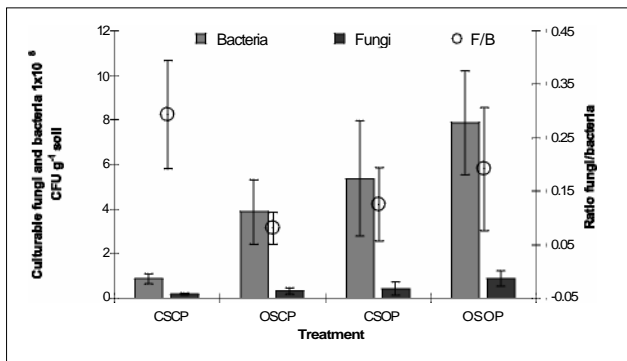 Bacteria Fungi F/B
Culturable fungi and bacteria 1x10 6
CFU g-1 soil
12
10
8
6
4
2
0
0.45
0.35
0.25
0.15
0.05
-0.05
Ratio fungi/bacteria
CSCP OSCP CSOP OSOP
Treatment